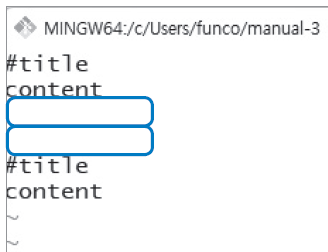 MINGW64:/c/Users/funco/manual-3
#title
content
#title
content
~
~